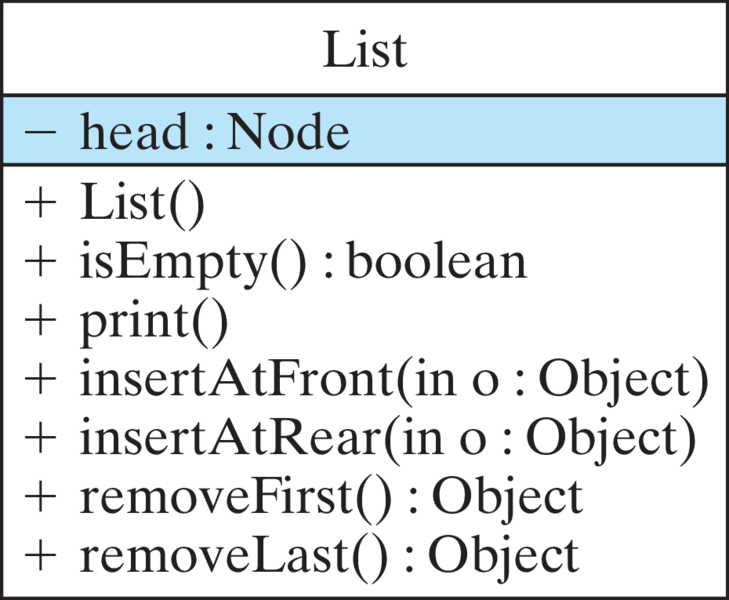 List
− head : Node
+ List()
+ isEmpty() : boolean
+ print()
+ insertAtFront(in o : Object)
+ insertAtRear(in o : Object)
+ removeFirst() : Object
+ removeLast() : Object